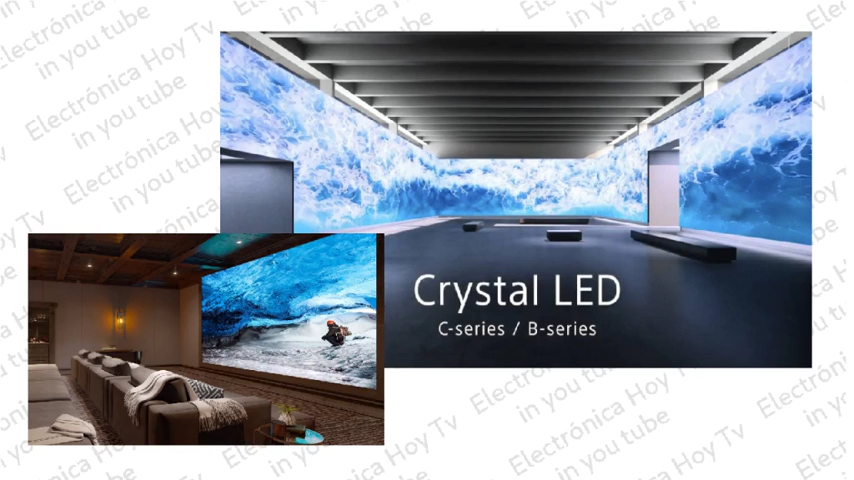 Crystal LED
C-series / B-series
Electrónica Hoy Tv
in you tube